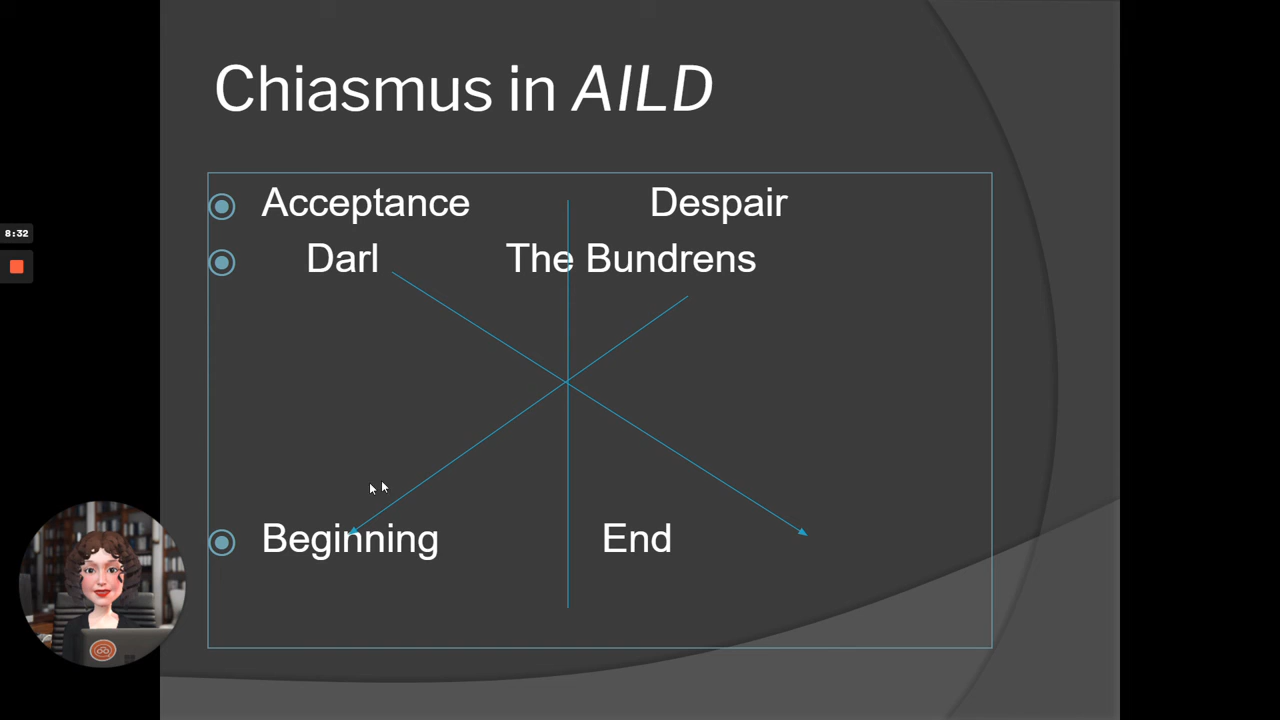 Chiasmus in AILD
Acceptance Despair
Darl The Bundrens
Beginning End
8:32